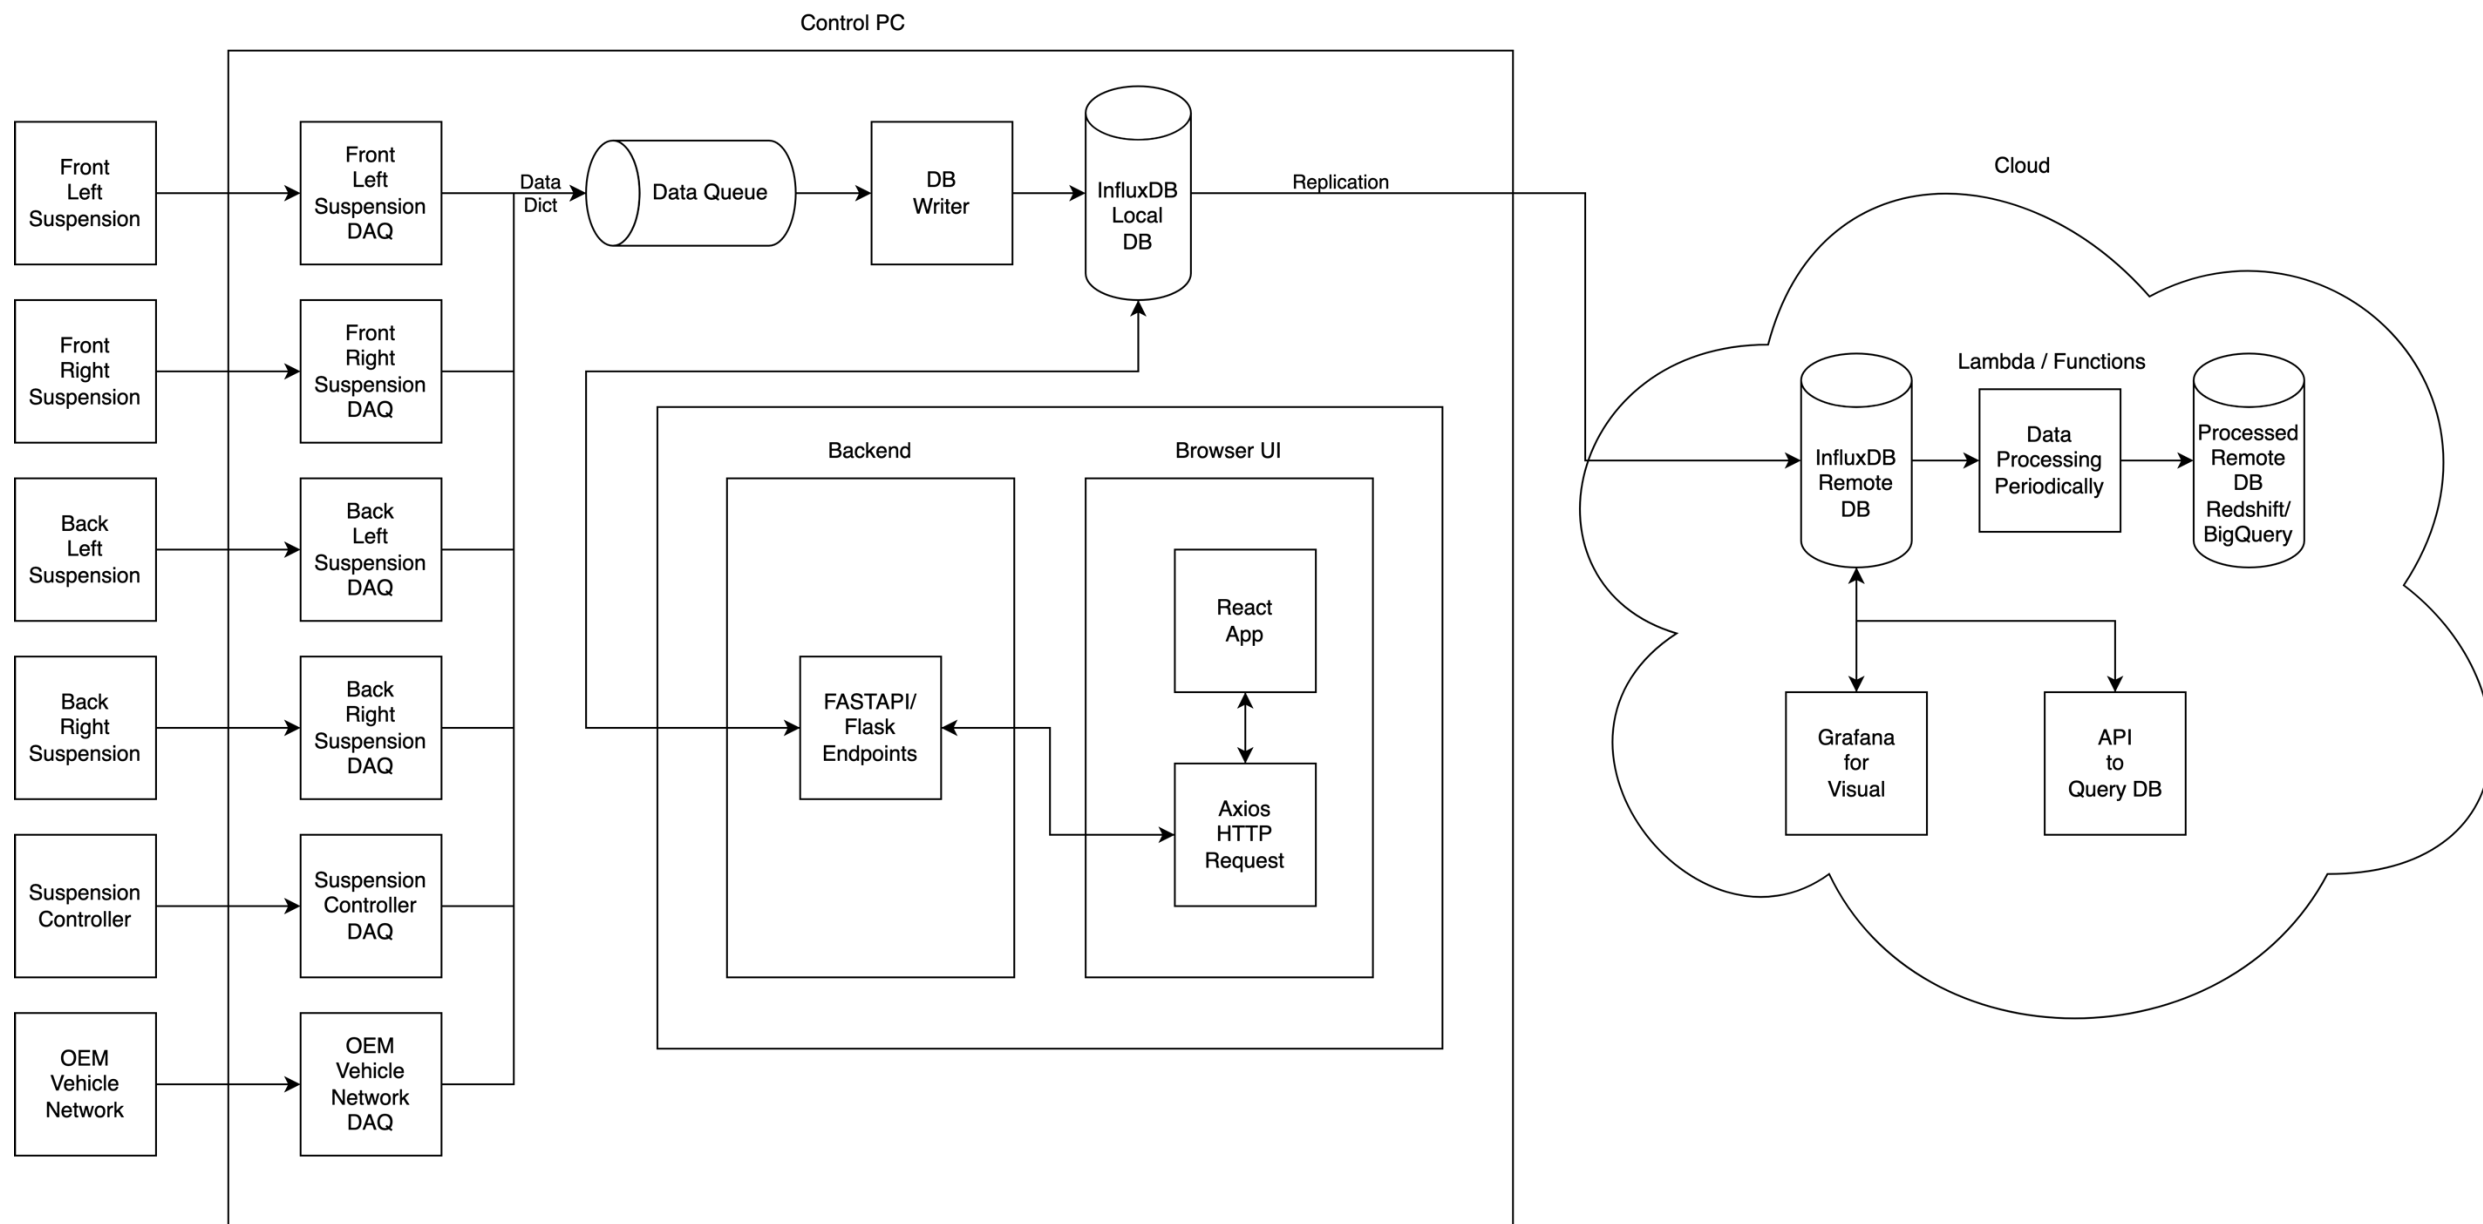 Control PC
Front
Left
Suspension
Front
Left
Suspension
DAQ
Data
Dict
Data Queue
DB
Writer
InfluxDB
Local
DB
Replication
Front
Right
Suspension
Front
Right
Suspension
DAQ
Back
Left
Suspension
Back
Left
Suspension
DAQ
Back
Right
Suspension
Back
Right
Suspension
DAQ
Suspension
Controller
Suspension
Controller
DAQ
OEM
Vehicle
Network
OEM
Vehicle
Network
DAQ
Backend
FASTAPI/
Flask
Endpoints
Browser UI
React
App
Axios
HTTP
Request
Cloud
InfluxDB
Remote
DB
Lambda / Functions
Data
Processing
Periodically
Processed
Remote
DB
Redshift/
BigQuery
Grafana
for
Visual
API
to
Query DB